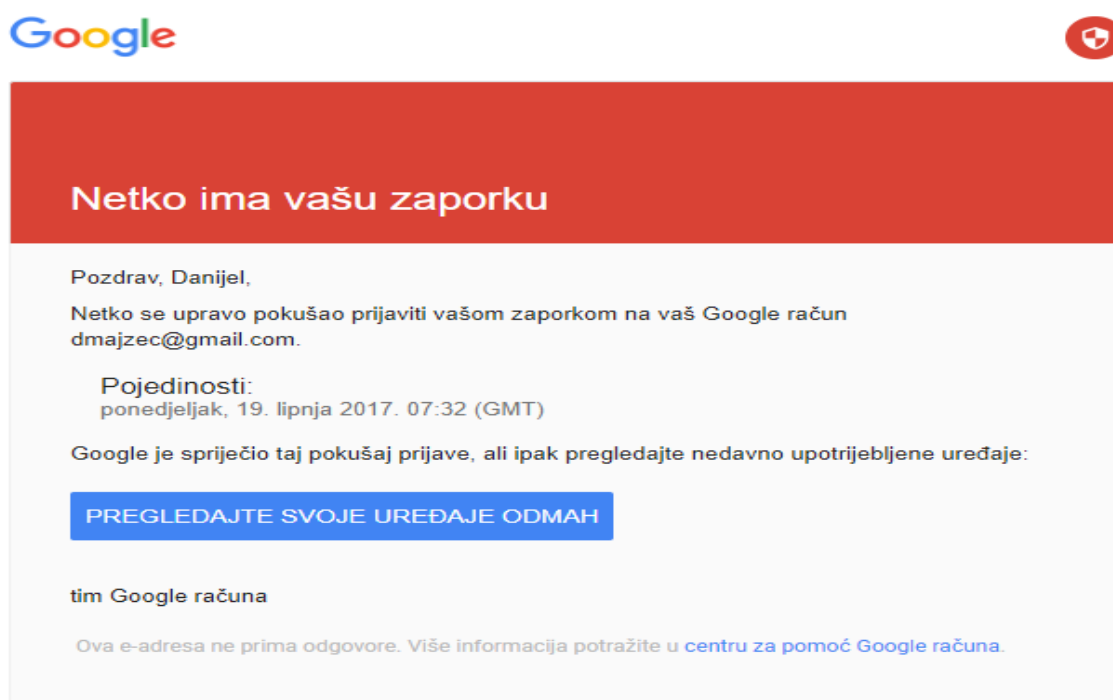 Google
Netko ima vašu zaporku
Pozdrav, Danijel,
Netko se upravo pokušao prijaviti vašom zaporkom na vaš Google račun
dmajzec@gmail.com.
Pojedinosti:
ponedjeljak, 19. lipnja 2017. 07:32 (GMT)
Google je spriječio taj pokušaj prijave, ali ipak pregledajte nedavno upotrijebljene uređaje:
PREGLEDAJTE SVOJE UREĐAJE ODMAH
tim Google računa
Ova e-adresa ne prima odgovore. Više informacija potražite u centru za pomoć Google računa.